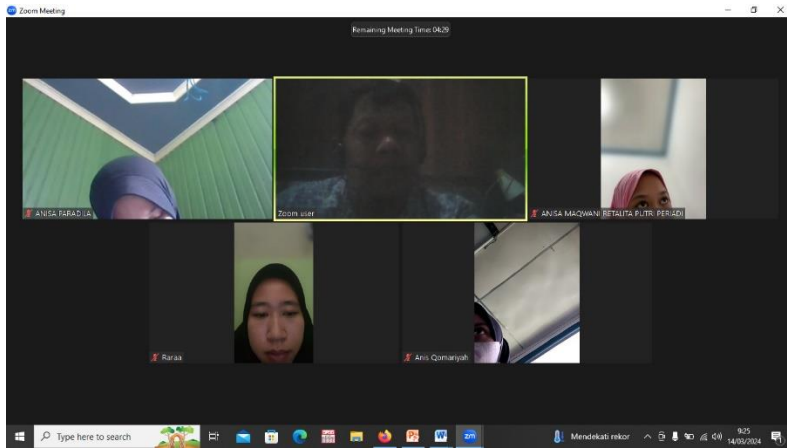 Zoom Meeting
Remaining Meeting Time: 04:29
ANISA FARADILA
Zoom user
ANISA MAQWANI RETALITA PUTRI PERIADI
Raraa
Anis Qomariyah
Type here to search
Mendekati rekor
9:25
14/03/2024